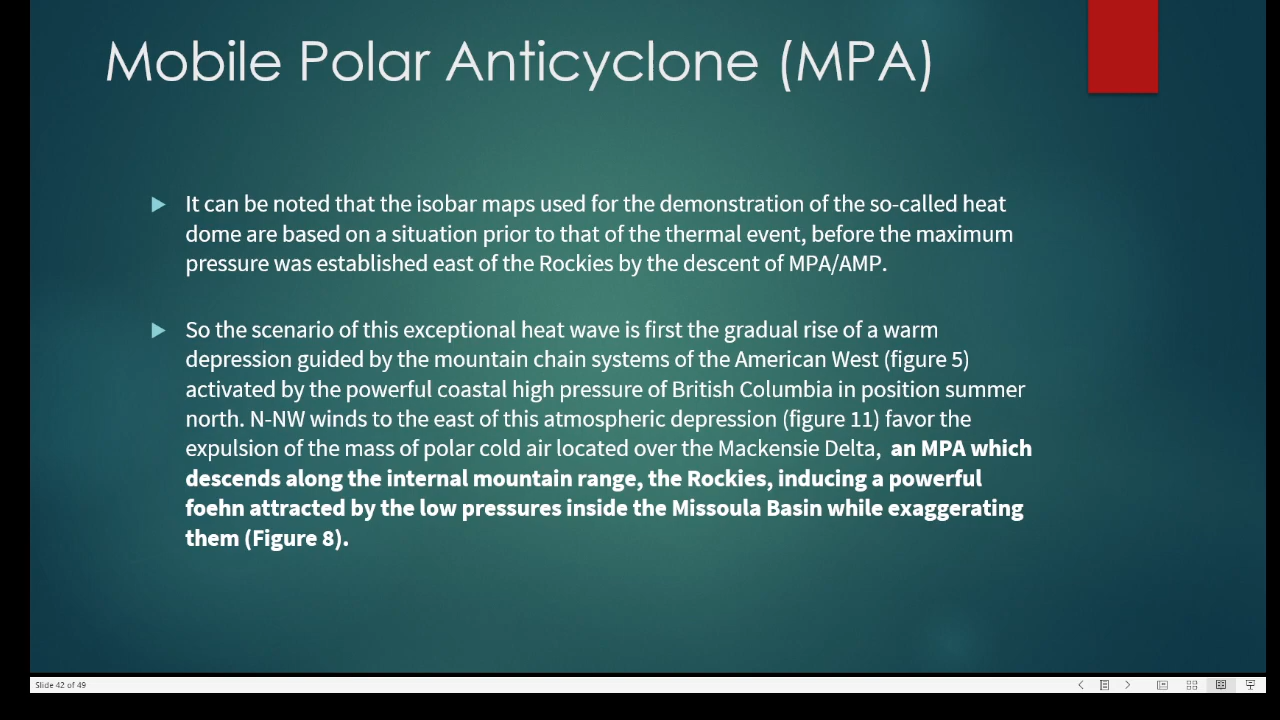 Mobile Polar Anticyclone (MPA)
It can be noted that the isobar maps used for the demonstration of the so-called heat
dome are based on a situation prior to that of the thermal event, before the maximum
pressure was established east of the Rockies by the descent of MPA/AMP.
So the scenario of this exceptional heat wave is first the gradual rise of a warm
depression guided by the mountain chain systems of the American West (figure 5)
activated by the powerful coastal high pressure of British Columbia in position summer
north. N-NW winds to the east of this atmospheric depression (figure 11) favor the
expulsion of the mass of polar cold air located over the Mackensie Delta, an MPA which
descends along the internal mountain range, the Rockies, inducing a powerful
foehn attracted by the low pressures inside the Missoula Basin while exaggerating
them (Figure 8).
Slide 42 of 49